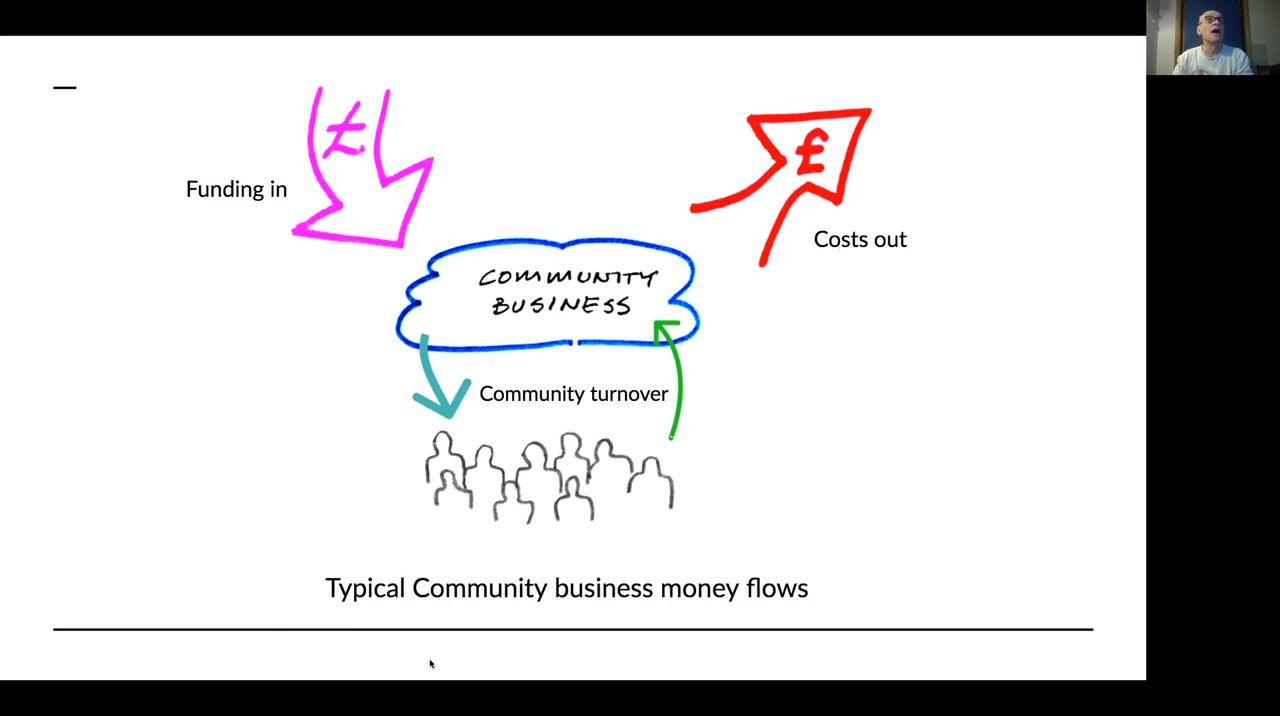 £
Funding in
£
Costs out
COMMUNITY
BUSINESS
Community turnover
Typical Community business money flows